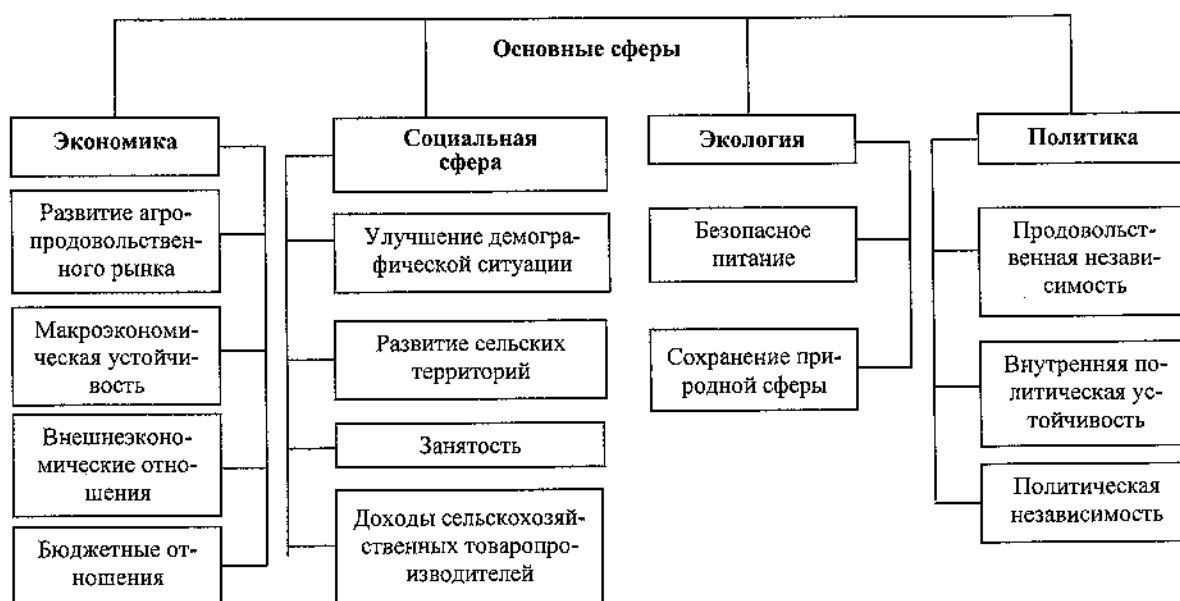 Основные сферы
Экономика
Развитие агро-
продовольствен-
ного рынка
Макроэкономи-
ческая устойчи-
вость
Внешнеэконо-
мические отно-
шения
Бюджетные от-
ношения
Социальная
сфера
Улучшение демогра-
фической ситуации
Развитие сельских
территорий
Занятость
Доходы сельскохозяй-
ственных товаропро-
изводителей
Экология
Безопасное
питание
Сохранение при-
родной сферы
Политика
Продовольст-
венная незави-
симость
Внутренняя по-
литическая ус-
тойчивость
Политическая
независимость